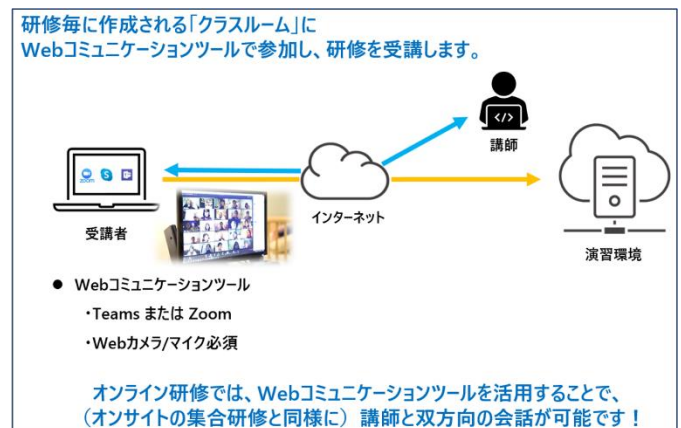 研修毎に作成される「クラスルーム」に
Webコミュニケーションツールで参加し、研修を受講します。
</>
講師
zoom
S
インターネット
受講者
演習環境
● Webコミュニケーションツール
・Teams または Zoom
・Webカメラ/マイク必須
オンライン研修では、Webコミュニケーションツールを活用することで、
（オンサイトの集合研修と同様に）講師と双方向の会話が可能です！